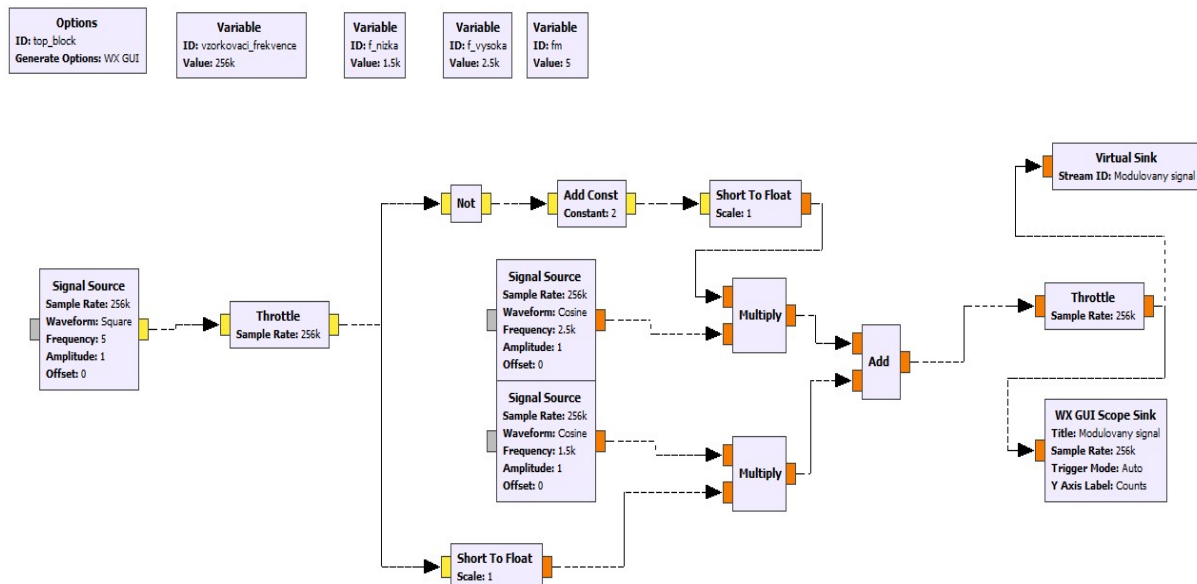 Options
ID: top_block
Generate Options: WX GUI
Variable
ID: vzorkovaci_frekvence
Value: 256k
Variable
ID: f_nizka
Value: 1.5k
Variable
ID: f_vysoka
Value: 2.5k
Variable
ID: fm
Value: 5
Virtual Sink
Stream ID: Modulovany signal
Not
Add Const
Constant: 2
Short To Float
Scale: 1
Signal Source
Sample Rate: 256k
Waveform: Square
Frequency: 5
Amplitude: 1
Offset: 0
Throttle
Sample Rate: 256k
Signal Source
Sample Rate: 256k
Waveform: Cosine
Frequency: 2.5k
Amplitude: 1
Offset: 0
Multiply
Add
Throttle
Sample Rate: 256k
Signal Source
Sample Rate: 256k
Waveform: Cosine
Frequency: 1.5k
Amplitude: 1
Offset: 0
Multiply
WX GUI Scope Sink
Title: Modulovany signal
Sample Rate: 256k
Trigger Mode: Auto
Y Axis Label: Counts
Short To Float
Scale: 1